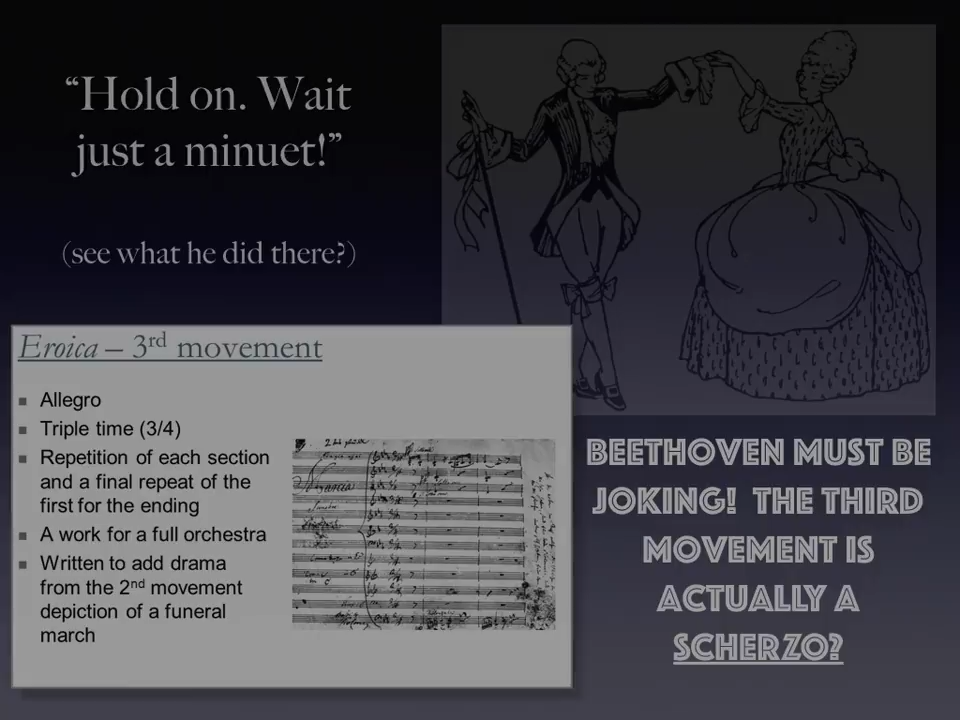 “Hold on. Wait
just a minuet!”
(see what he did there?)
Eroica – 3rd movement
■ Allegro
■ Triple time (3/4)
■ Repetition of each section
and a final repeat of the
first for the ending
■ A work for a full orchestra
■ Written to add drama
from the 2nd movement
depiction of a funeral
march
BEETHOVEN MUST BE
JOKING! THE THIRD
MOVEMENT IS
ACTUALLY A
SCHERZO?